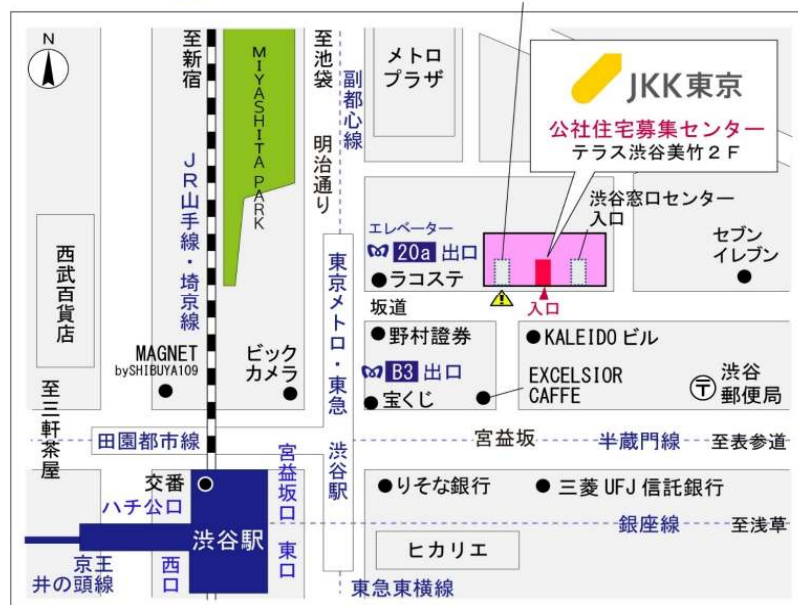 N
至新宿
MIYASHITA PARK
至池袋
明治通り
副都心線
メトロ
プラザ
JKK東京
公社住宅募集センター
テラス渋谷美竹2F
JR山手線・埼京線
渋谷窓口センター
入口
エレベーター
20a 出口
ラコステ
セブン
イレブン
西武百貨店
東京メトロ・東急 渋谷駅
坂道
入口
野村證券
KALEIDO ビル
MAGNET
bySHIBUYA109
ビック
カメラ
B3 出口
宝くじ
EXCELSIOR
CAFFE
〒
渋谷
郵便局
至三軒茶屋
田園都市線
宮益坂
半蔵門線
至表参道
交番
ハチ公口
宮益坂口
東口
りそな銀行
三菱UFJ信託銀行
渋谷駅
銀座線
至浅草
ヒカリエ
京王
井の頭線
西口
東急東横線